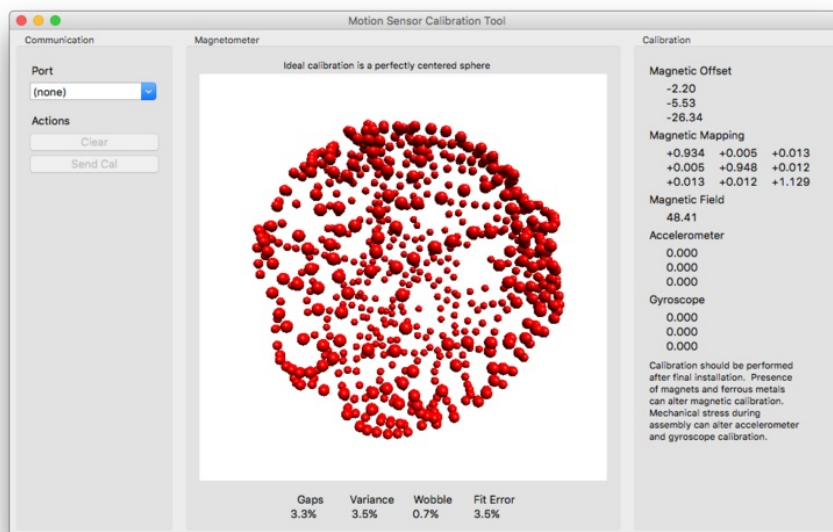 Motion Sensor Calibration Tool
Communication
Port
(none)
Actions
Clear
Send Cal
Magnetometer
Ideal calibration is a perfectly centered sphere
Gaps Variance Wobble Fit Error
3.3% 3.5% 0.7% 3.5%
Calibration
Magnetic Offset
-2.20
-5.53
-26.34
Magnetic Mapping
+0.934 +0.005 +0.013
+0.005 +0.948 +0.012
+0.013 +0.012 +1.129
Magnetic Field
48.41
Accelerometer
0.000
0.000
0.000
Gyroscope
0.000
0.000
0.000
Calibration should be performed
after final installation. Presence
of magnets and ferrous metals
can alter magnetic calibration.
Mechanical stress during
assembly can alter accelerometer
and gyroscope calibration.